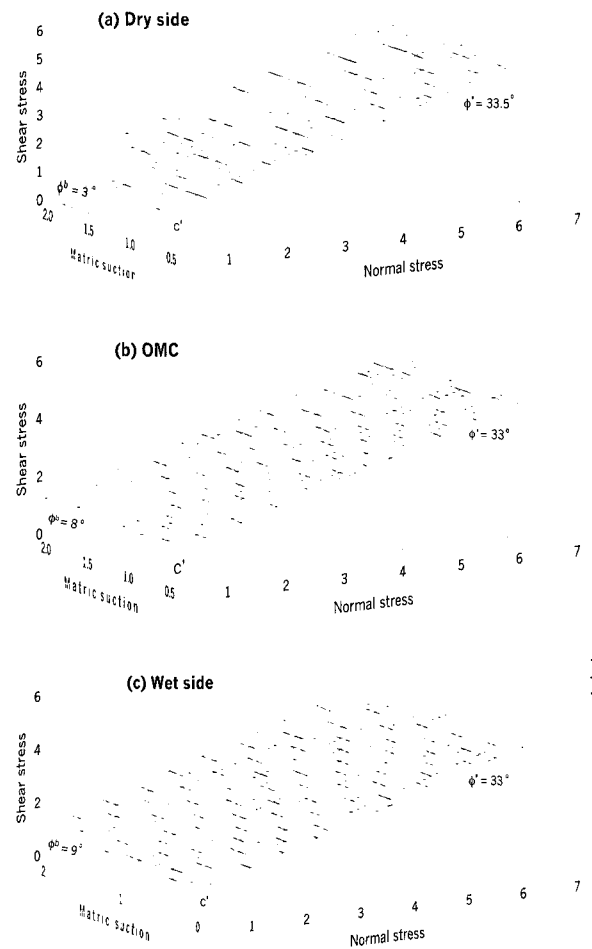 (a) Dry side
6
5
4
3
2
1
0
Shear stress
ϕᵇ = 3°
ϕ' = 33.5°
2.0
1.5
1.0
0.5
c'
1
2
3
4
5
6
7
Matric suction
Normal stress
(b) OMC
6
4
2
0
Shear stress
ϕᵇ = 8°
ϕ' = 33°
2.0
1.5
1.0
0.5
C'
1
2
3
4
5
6
7
Matric suction
Normal stress
(c) Wet side
6
4
2
0
Shear stress
ϕᵇ = 9°
ϕ' = 33°
2
1
c'
0
1
2
3
4
5
6
7
Matric suction
Normal stress